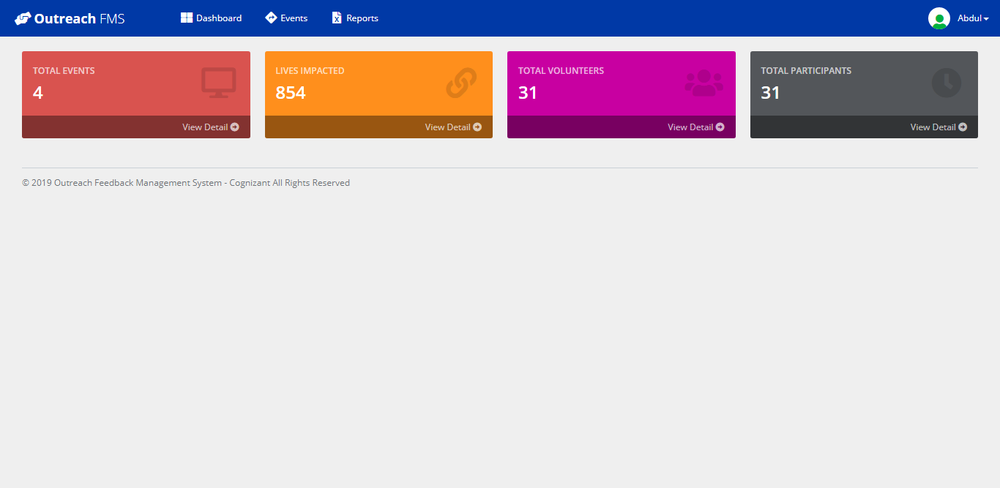 Outreach FMS
Dashboard
Events
Reports
Abdul
TOTAL EVENTS
4
View Detail
LIVES IMPACTED
854
View Detail
TOTAL VOLUNTEERS
31
View Detail
TOTAL PARTICIPANTS
31
View Detail
© 2019 Outreach Feedback Management System - Cognizant All Rights Reserved